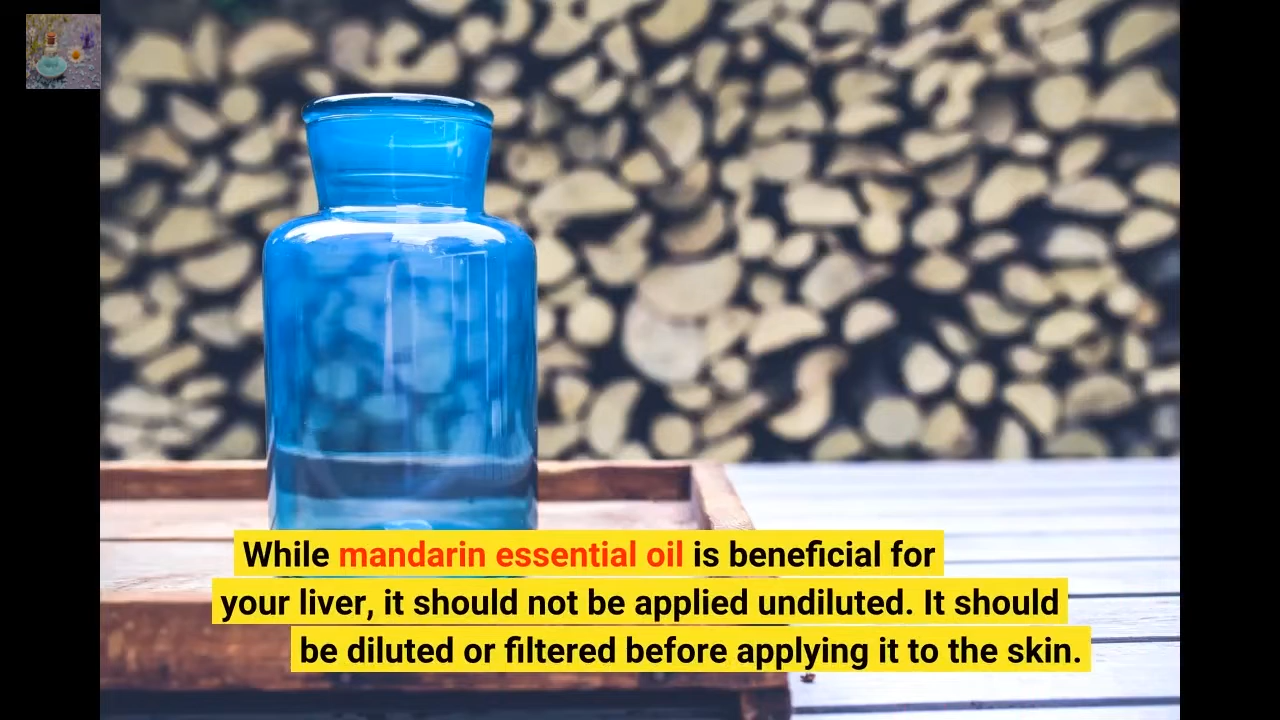 While mandarin essential oil is beneficial for
your liver, it should not be applied undiluted. It should
be diluted or filtered before applying it to the skin.